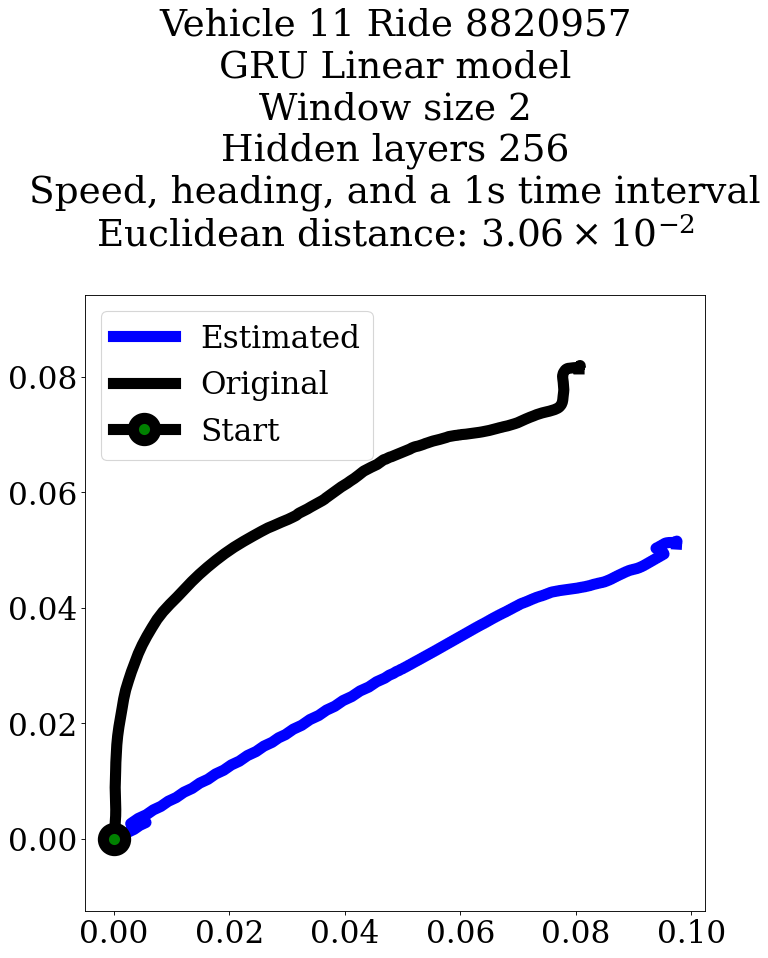 Vehicle 11 Ride 8820957
GRU Linear model
Window size 2
Hidden layers 256
Speed, heading, and a 1s time interval
Euclidean distance: 3.06 × 10⁻²
Estimated
Original
Start
0.08
0.06
0.04
0.02
0.00
0.00 0.02 0.04 0.06 0.08 0.10